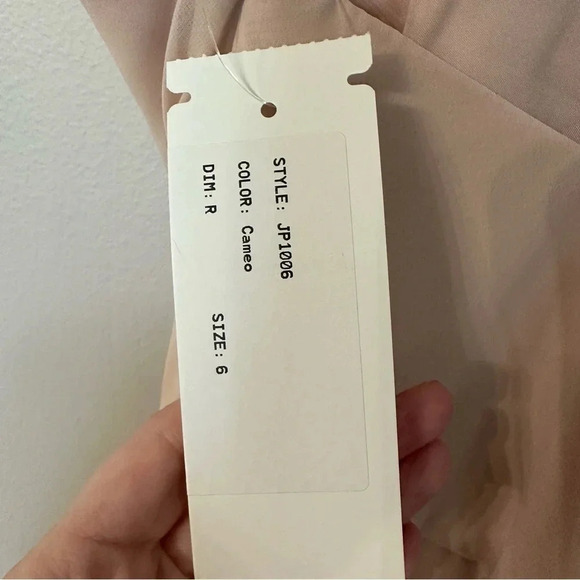 STYLE: JP1006
COLOR: Cameo
DIM: R SIZE: 6